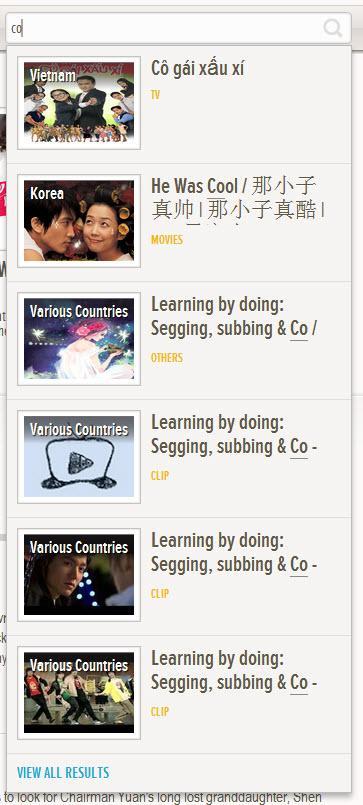 co
Vietnam
Cô gái xấu xí
TV
Korea
He Was Cool / 那小子
真帅 | 那小子真酷 |
MOVIES
Various Countries
Learning by doing:
Segging, subbing & Co /
OTHERS
Various Countries
Learning by doing:
Segging, subbing & Co -
CLIP
Various Countries
Learning by doing:
Segging, subbing & Co -
CLIP
Various Countries
Learning by doing:
Segging, subbing & Co -
CLIP
VIEW ALL RESULTS
s to look for Chairman Yuan's long lost granddaughter, Shen